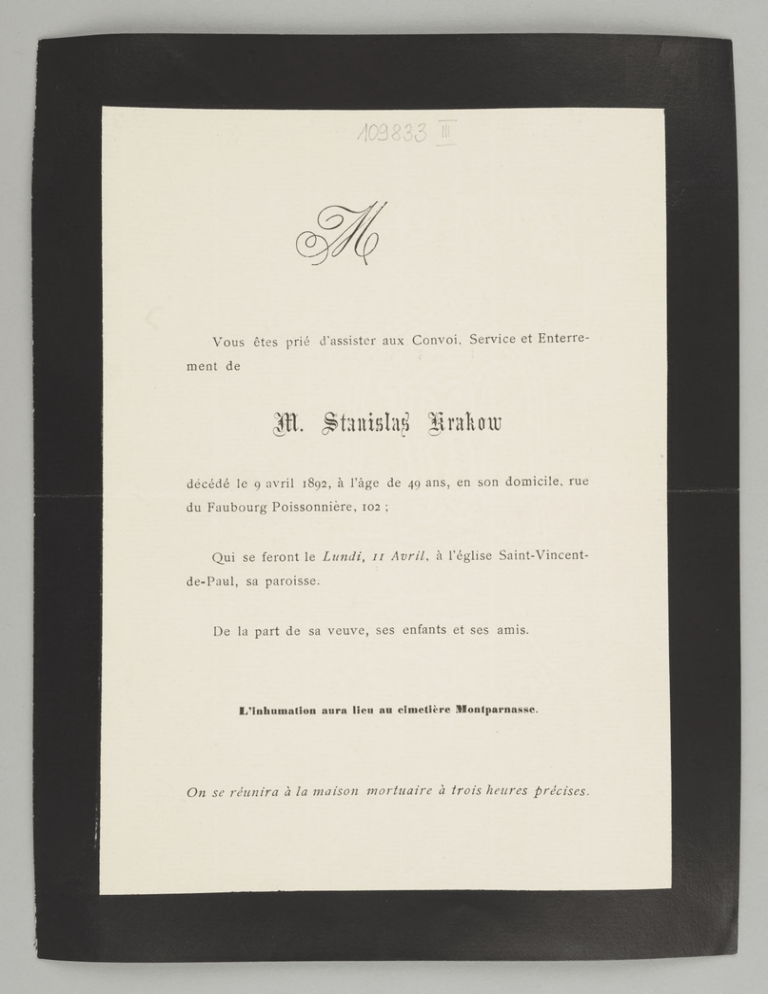 109833 III
M
Vous êtes prié d'assister aux Convoi, Service et Enterre-
ment de
M. Stanislas Krakow
décédé le 9 avril 1892, à l'âge de 49 ans, en son domicile, rue
du Faubourg Poissonnière, 102 ;
Qui se feront le Lundi, 11 Avril, à l'église Saint-Vincent-
de-Paul, sa paroisse.
De la part de sa veuve, ses enfants et ses amis.
L'inhumation aura lieu au cimetière Montparnasse.
On se réunira à la maison mortuaire à trois heures précises.